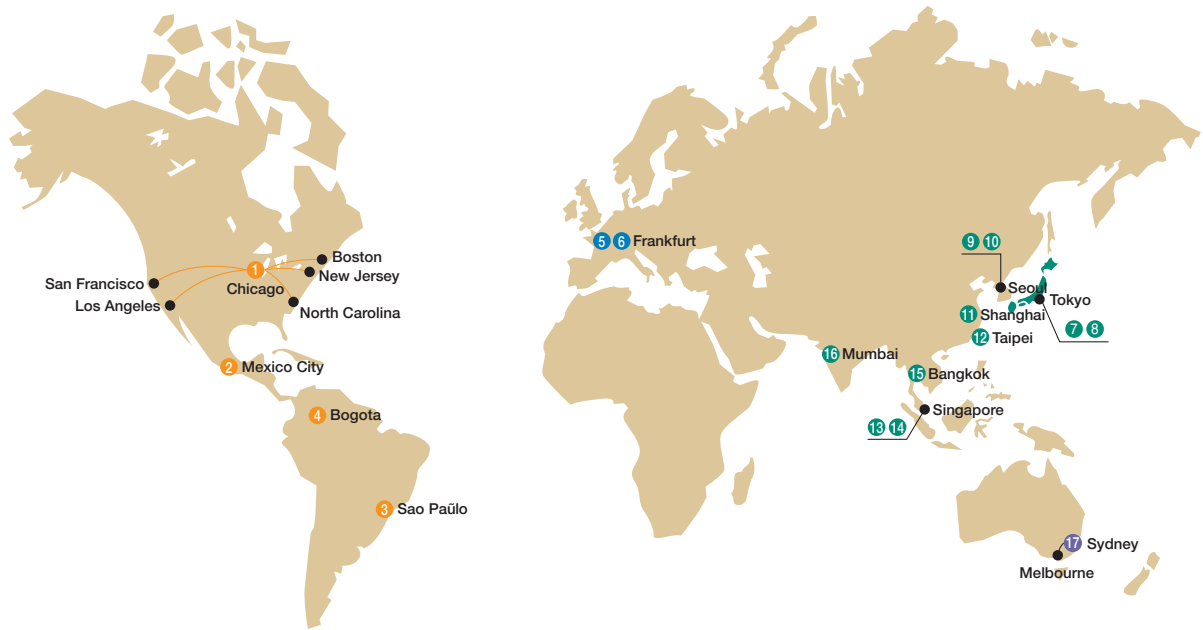 Boston
1
New Jersey
San Francisco
Chicago
Los Angeles
North Carolina
2 Mexico City
4 Bogota
3 Sao Paűlo
5 6 Frankfurt
9 10
Seoul
Tokyo
11 Shanghai
7 8
12 Taipei
16 Mumbai
15 Bangkok
Singapore
13 14
17 Sydney
Melbourne